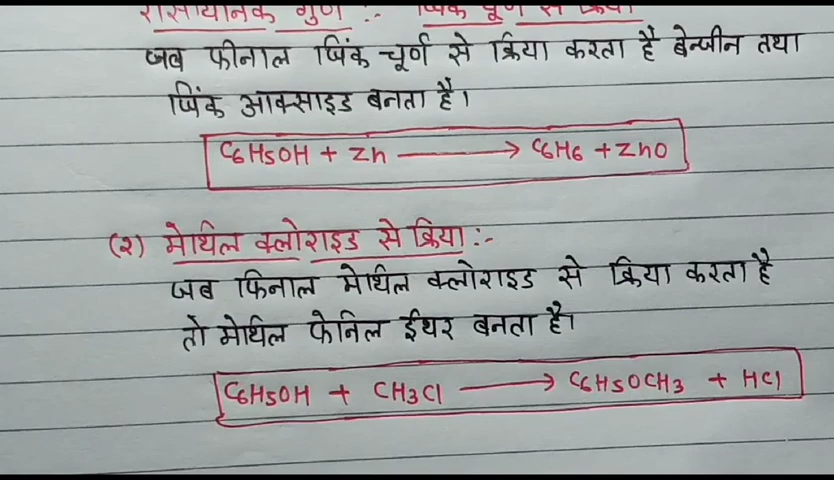 रासायनिक गुण :- जिंक चूर्ण से क्रिया
जब फीनाल जिंक चूर्ण से क्रिया करता है बेन्जीन तथा
जिंक आक्साइड बनता है।
C6H5OH + Zn ⟶ C6H6 + ZnO
(२) मेथिल क्लोराइड से क्रिया :-
जब फिनाल मेथिल क्लोराइड से क्रिया करता है
तो मेथिल फेनिल ईथर बनता है।
C6H5OH + CH3Cl ⟶ C6H5OCH3 + HCl